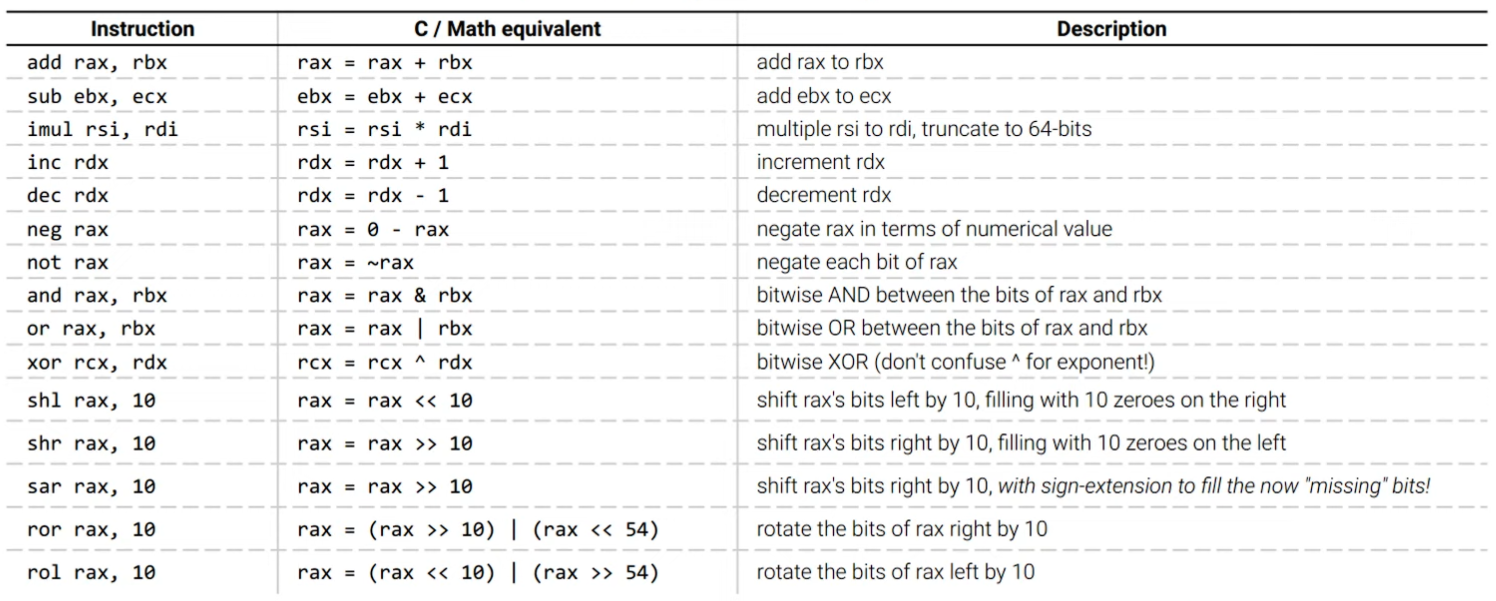 Instruction C / Math equivalent Description
add rax, rbx rax = rax + rbx add rax to rbx
sub ebx, ecx ebx = ebx + ecx add ebx to ecx
imul rsi, rdi rsi = rsi * rdi multiple rsi to rdi, truncate to 64-bits
inc rdx rdx = rdx + 1 increment rdx
dec rdx rdx = rdx - 1 decrement rdx
neg rax rax = 0 - rax negate rax in terms of numerical value
not rax rax = ~rax negate each bit of rax
and rax, rbx rax = rax & rbx bitwise AND between the bits of rax and rbx
or rax, rbx rax = rax | rbx bitwise OR between the bits of rax and rbx
xor rcx, rdx rcx = rcx ^ rdx bitwise XOR (don't confuse ^ for exponent!)
shl rax, 10 rax = rax << 10 shift rax's bits left by 10, filling with 10 zeroes on the right
shr rax, 10 rax = rax >> 10 shift rax's bits right by 10, filling with 10 zeroes on the left
sar rax, 10 rax = rax >> 10 shift rax's bits right by 10, with sign-extension to fill the now "missing" bits!
ror rax, 10 rax = (rax >> 10) | (rax << 54) rotate the bits of rax right by 10
rol rax, 10 rax = (rax << 10) | (rax >> 54) rotate the bits of rax left by 10